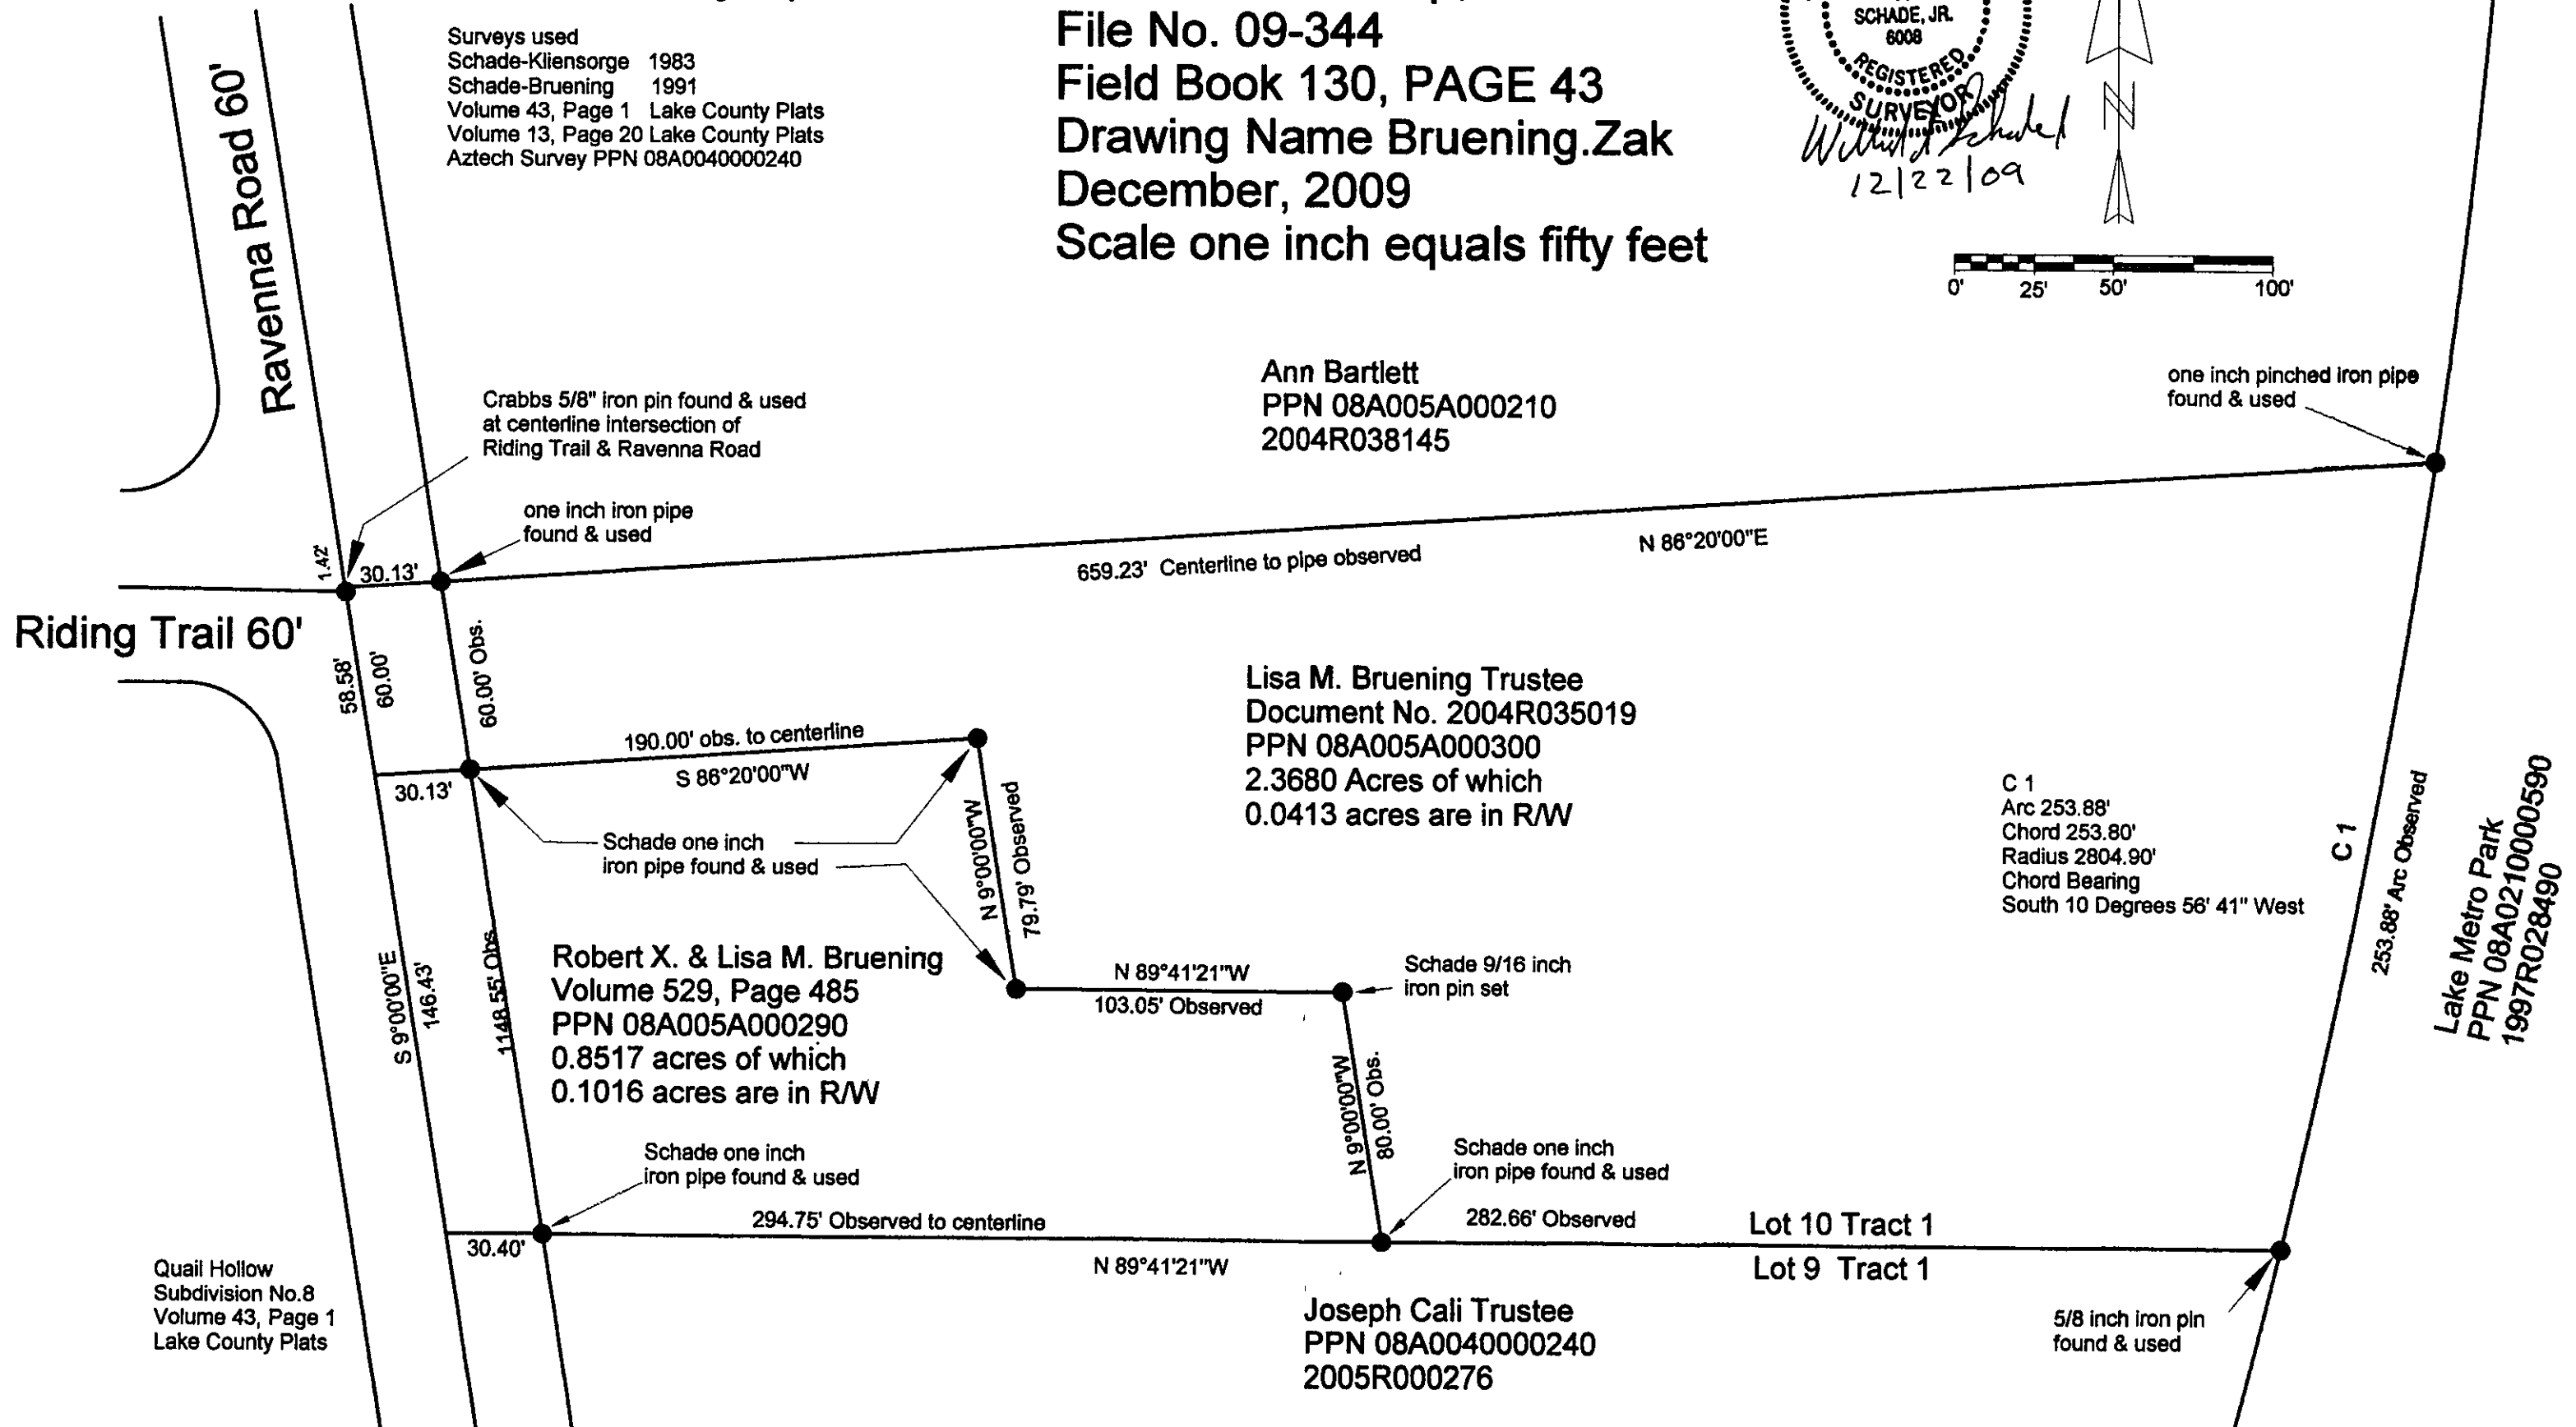 Surveys used
Schade-Kliensorge 1983
Schade-Bruening 1991
Volume 43, Page 1 Lake County Plats
Volume 13, Page 20 Lake County Plats
Aztech Survey PPN 08A0040000240
File No. 09-344
Field Book 130, PAGE 43
Drawing Name Bruening.Zak
December, 2009
Scale one inch equals fifty feet
SCHADE, JR.
6008
REGISTERED
SURVEYOR
12/22/09
N
0' 25' 50' 100'
Ravenna Road 60'
Crabbs 5/8" iron pin found & used
at centerline intersection of
Riding Trail & Ravenna Road
one inch iron pipe
found & used
Ann Bartlett
PPN 08A005A000210
2004R038145
one inch pinched iron pipe
found & used
1.42'
30.13'
659.23' Centerline to pipe observed
N 86°20'00"E
Riding Trail 60'
58.58'
60.00'
60.00' Obs.
190.00' obs. to centerline
S 86°20'00"W
30.13'
Schade one inch
iron pipe found & used
N 9°00'00"W
79.79' Observed
Lisa M. Bruening Trustee
Document No. 2004R035019
PPN 08A005A000300
2.3680 Acres of which
0.0413 acres are in R/W
C 1
Arc 253.88'
Chord 253.80'
Radius 2804.90'
Chord Bearing
South 10 Degrees 56' 41" West
C 1
253.88' Arc Observed
Lake Metro Park
PPN 08A0210000590
1997R028490
S 9°00'00"E
146.43'
1148.55' Obs.
Robert X. & Lisa M. Bruening
Volume 529, Page 485
PPN 08A005A000290
0.8517 acres of which
0.1016 acres are in R/W
N 89°41'21"W
103.05' Observed
Schade 9/16 inch
iron pin set
N 9°00'00"W
80.00' Obs.
Schade one inch
iron pipe found & used
Schade one inch
iron pipe found & used
30.40'
294.75' Observed to centerline
N 89°41'21"W
282.66' Observed
Lot 10 Tract 1
Lot 9 Tract 1
Quail Hollow
Subdivision No.8
Volume 43, Page 1
Lake County Plats
Joseph Cali Trustee
PPN 08A0040000240
2005R000276
5/8 inch iron pin
found & used